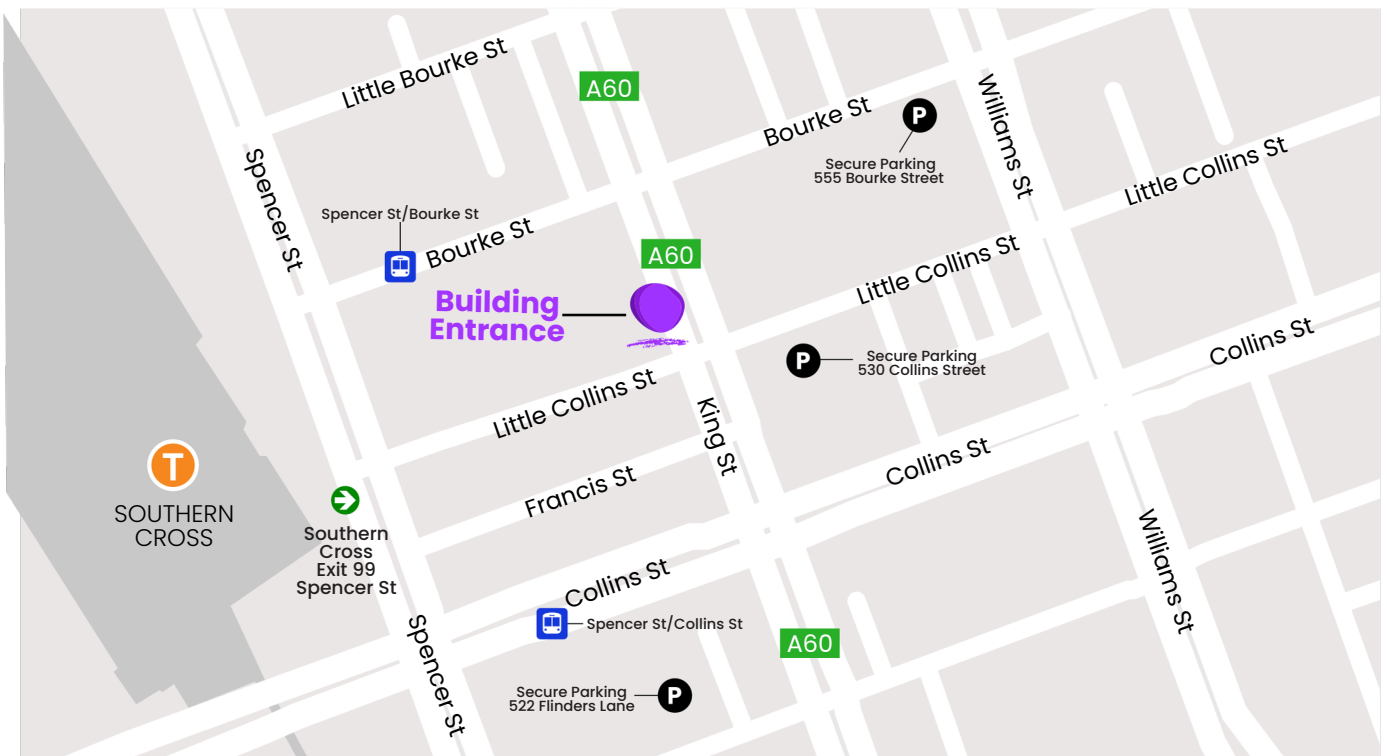 Little Bourke St
A60
Bourke St
P
Secure Parking
555 Bourke Street
Williams St
Little Collins St
Spencer St
Spencer St/Bourke St
Bourke St
A60
Little Collins St
Building
Entrance
P
Secure Parking
530 Collins Street
Collins St
Little Collins St
King St
Collins St
T
SOUTHERN
CROSS
Francis St
Southern
Cross
Exit 99
Spencer St
Williams St
Collins St
Spencer St/Collins St
Spencer St
A60
Secure Parking
522 Flinders Lane
P